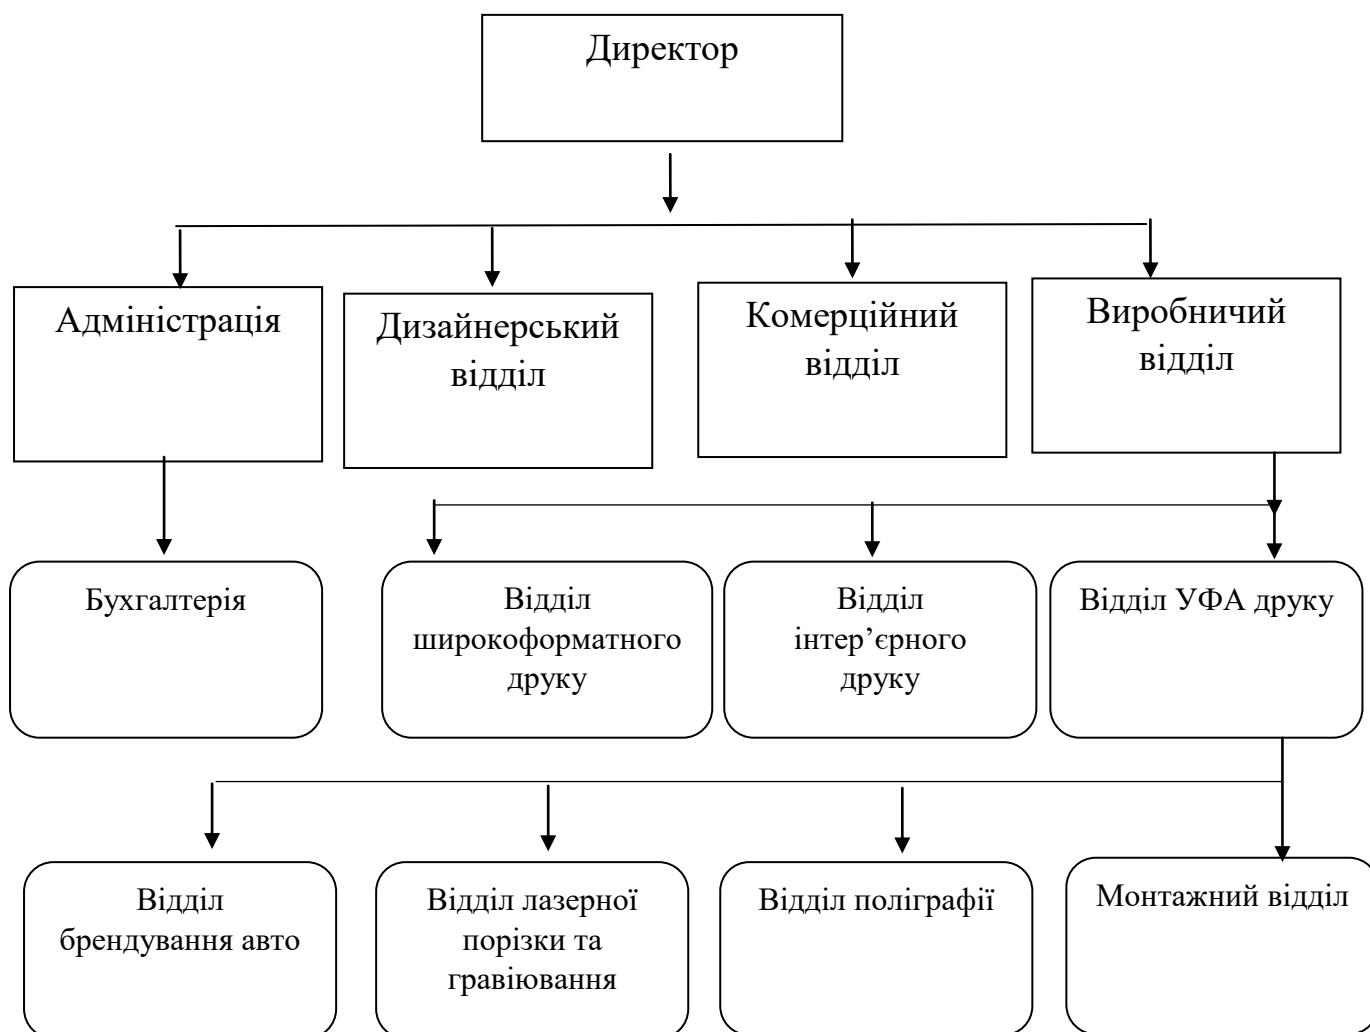 Директор
Адміністрація
Дизайнерський
відділ
Комерційний
відділ
Виробничий
відділ
Бухгалтерія
Відділ
широкоформатного
друку
Відділ
інтер’єрного
друку
Відділ УФА друку
Відділ
брендування авто
Відділ лазерної
порізки та
гравіювання
Відділ поліграфії
Монтажний відділ